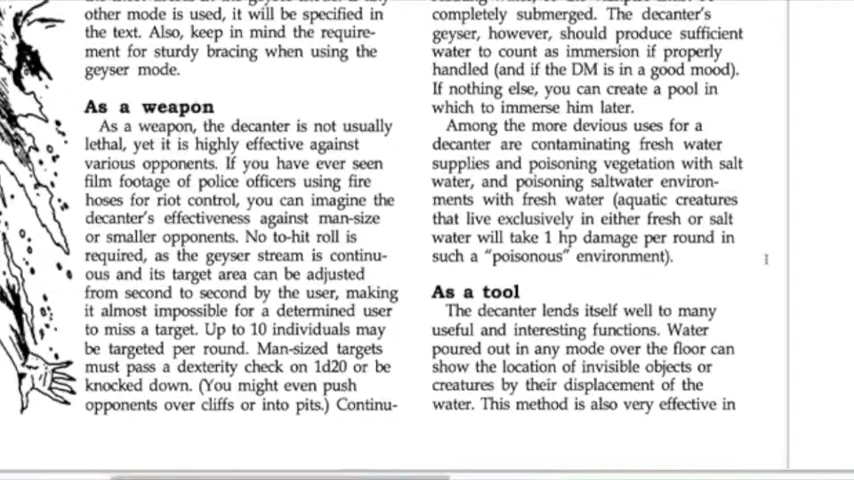 other mode is used, it will be specified in
the text. Also, keep in mind the require-
ment for sturdy bracing when using the
geyser mode.
As a weapon
As a weapon, the decanter is not usually
lethal, yet it is highly effective against
various opponents. If you have ever seen
film footage of police officers using fire
hoses for riot control, you can imagine the
decanter's effectiveness against man-size
or smaller opponents. No to-hit roll is
required, as the geyser stream is continu-
ous and its target area can be adjusted
from second to second by the user, making
it almost impossible for a determined user
to miss a target. Up to 10 individuals may
be targeted per round. Man-sized targets
must pass a dexterity check on 1d20 or be
knocked down. (You might even push
opponents over cliffs or into pits.) Continu-
completely submerged. The decanter's
geyser, however, should produce sufficient
water to count as immersion if properly
handled (and if the DM is in a good mood).
If nothing else, you can create a pool in
which to immerse him later.
Among the more devious uses for a
decanter are contaminating fresh water
supplies and poisoning vegetation with salt
water, and poisoning saltwater environ-
ments with fresh water (aquatic creatures
that live exclusively in either fresh or salt
water will take 1 hp damage per round in
such a "poisonous" environment).
As a tool
The decanter lends itself well to many
useful and interesting functions. Water
poured out in any mode over the floor can
show the location of invisible objects or
creatures by their displacement of the
water. This method is also very effective in